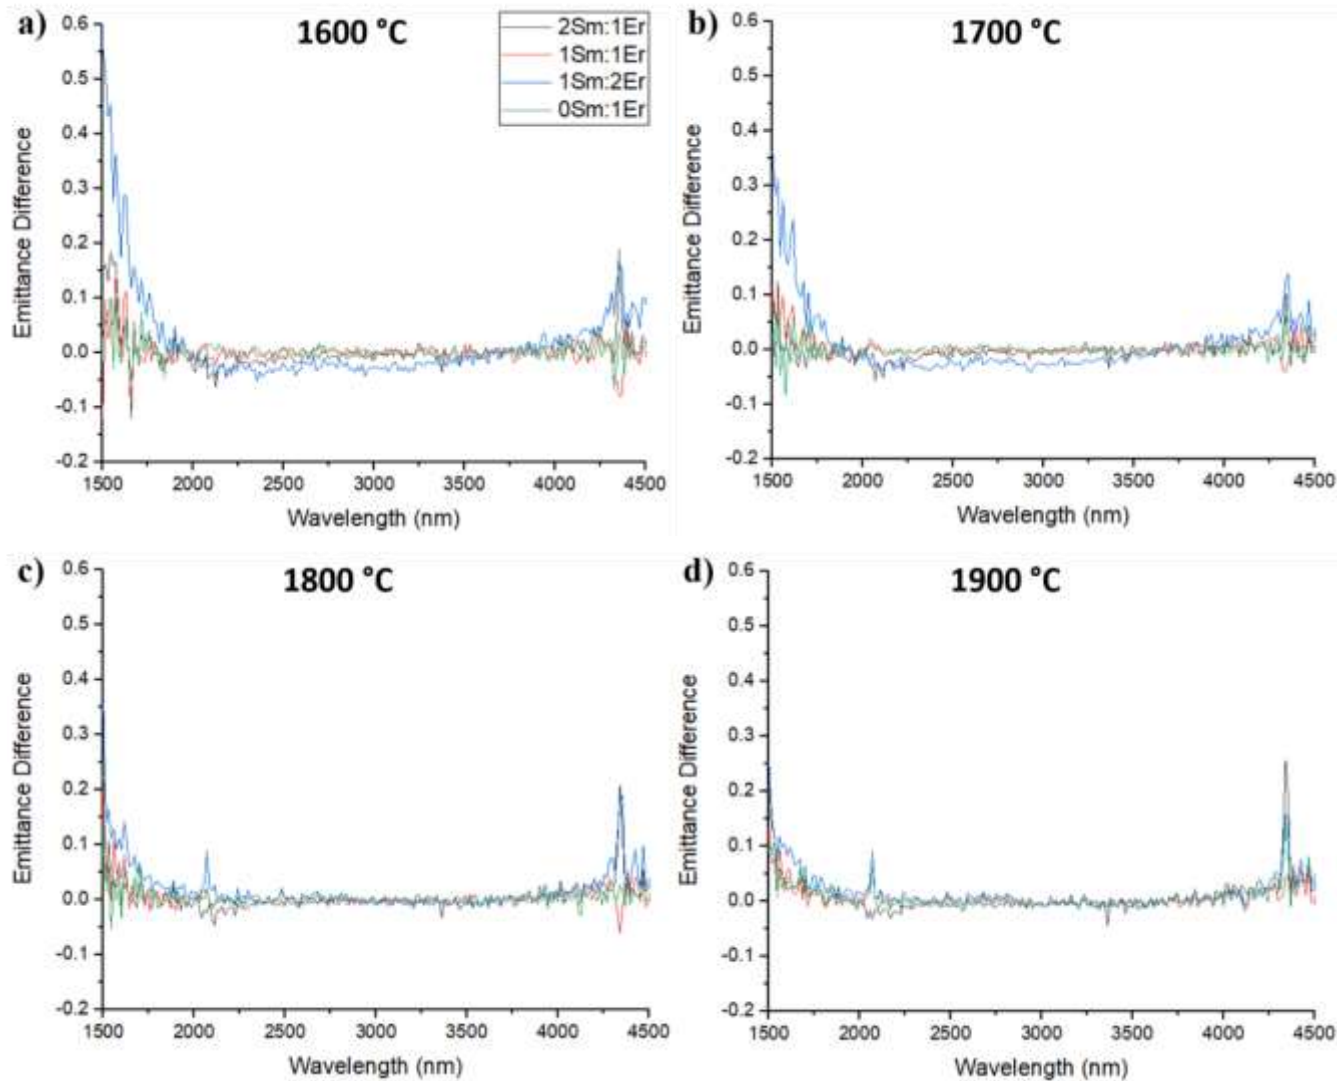 a)
1600 °C
2Sm:1Er
1Sm:1Er
1Sm:2Er
0Sm:1Er
Emittance Difference
0.6
0.5
0.4
0.3
0.2
0.1
0.0
-0.1
-0.2
1500 2000 2500 3000 3500 4000 4500
Wavelength (nm)
b)
1700 °C
Emittance Difference
0.6
0.5
0.4
0.3
0.2
0.1
0.0
-0.1
-0.2
1500 2000 2500 3000 3500 4000 4500
Wavelength (nm)
c)
1800 °C
Emittance Difference
0.6
0.5
0.4
0.3
0.2
0.1
0.0
-0.1
-0.2
1500 2000 2500 3000 3500 4000 4500
Wavelength (nm)
d)
1900 °C
Emittance Difference
0.6
0.5
0.4
0.3
0.2
0.1
0.0
-0.1
-0.2
1500 2000 2500 3000 3500 4000 4500
Wavelength (nm)